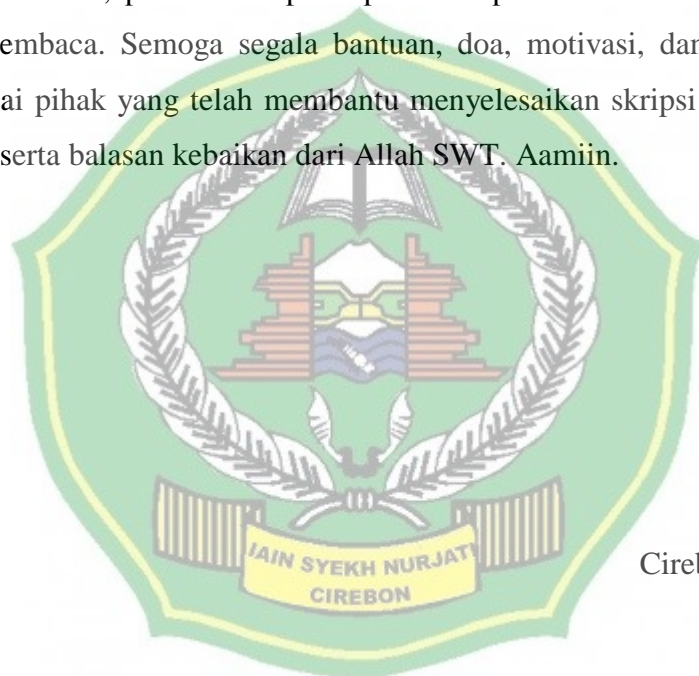 embaca. Semoga segala bantuan, doa, motivasi, dan
ai pihak yang telah membantu menyelesaikan skripsi
serta balasan kebaikan dari Allah SWT. Aamiin.
IAIN SYEKH NURJATI
CIREBON
Cireb